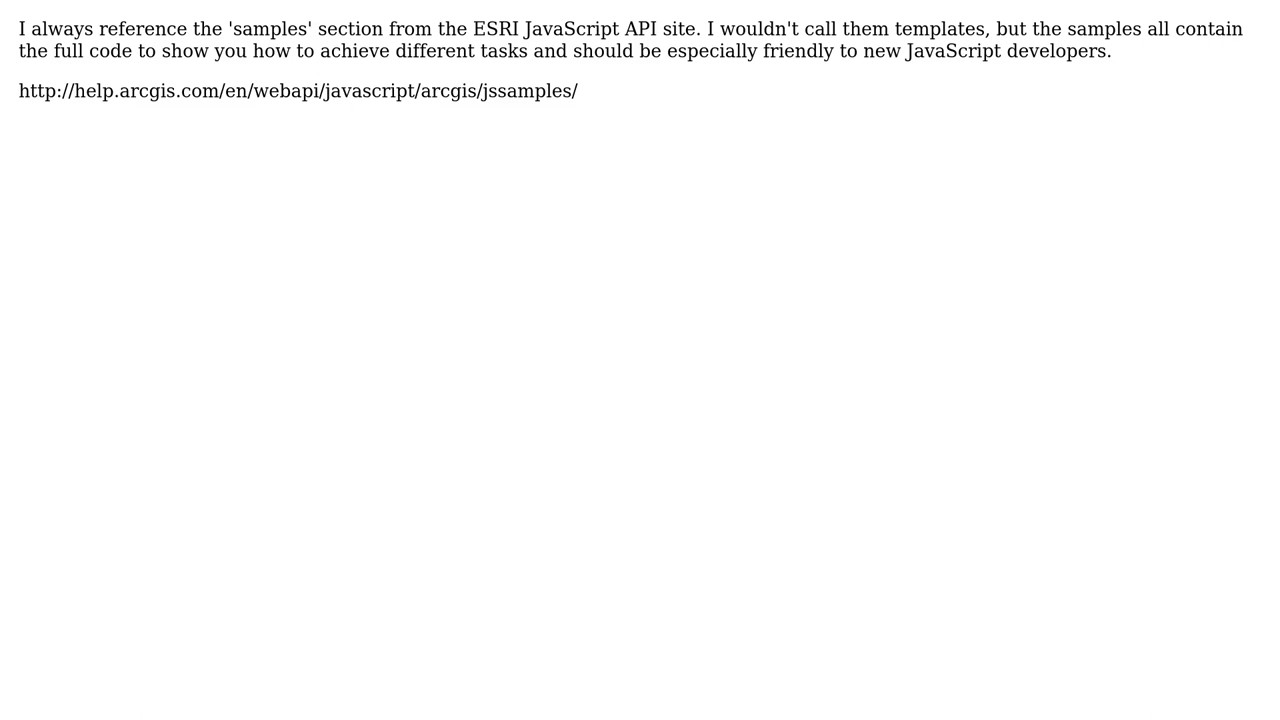 I always reference the 'samples' section from the ESRI JavaScript API site. I wouldn't call them templates, but the samples all contain
the full code to show you how to achieve different tasks and should be especially friendly to new JavaScript developers.
http://help.arcgis.com/en/webapi/javascript/arcgis/jssamples/